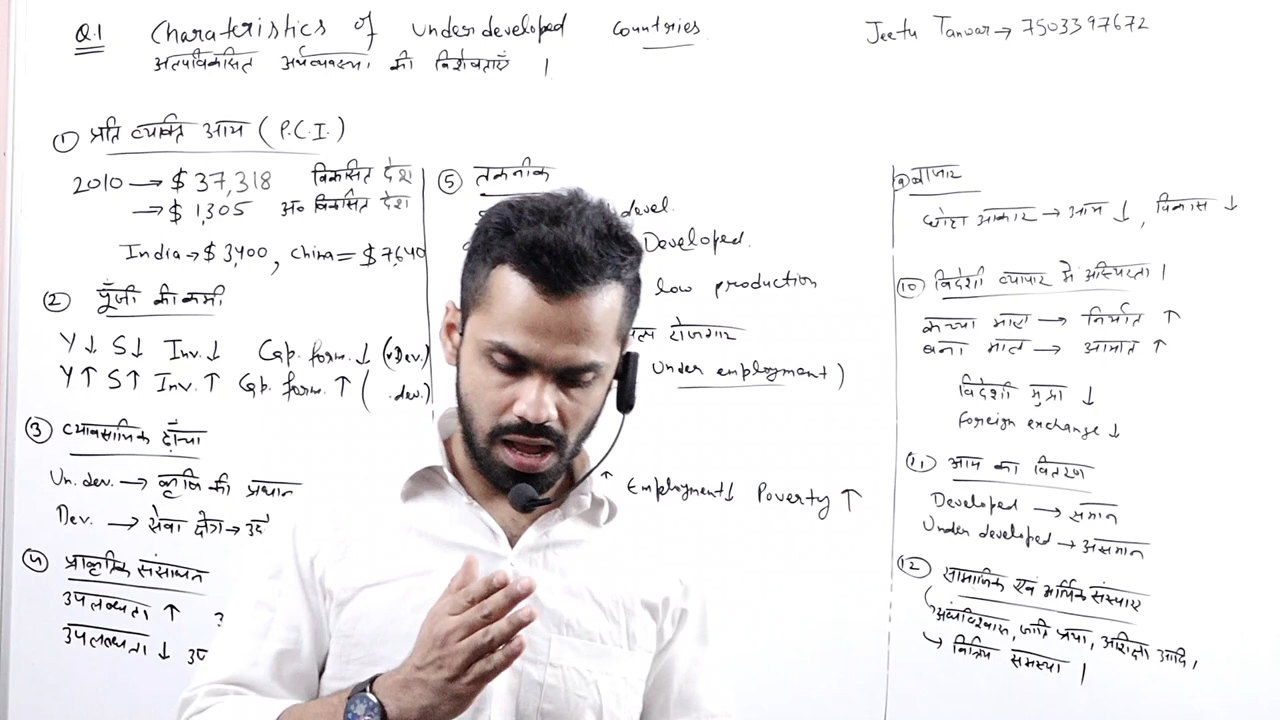 Q.1 Charateristics of Underdeveloped Countries.
Jeetu Tanwar → 7503397672
अल्पविकसित अर्थव्यवस्था की विशेषताएँ ।
① प्रति व्यक्ति आय ( P.C.I. )
2010 → $ 37,318 विकसित देश
→ $ 1,305 अ० विकसित देश
India → $ 3,400, China = $ 7,640
② पूँजी की कमी
Y ↓ S ↓ Inv. ↓ Cap. form. ↓ (
Y ↑ S ↑ Inv. ↑ Cap. form. ↑ ( dev.)
③ व्यावसायिक ढाँचा
Un. dev. → कृषि की प्रधान
Dev. → सेवा क्षेत्र →
④ प्राकृतिक संसाधन
उपलब्धता ↑
उपलब्धता ↓
⑤ तकनीक
devel.
Developed.
low production
रोजगार
Under employment )
↑ Employment ↓ Poverty ↑
⑨ बाजार
छोटा आकार → आय ↓, विकास ↓
⑩ विदेशी व्यापार में अस्थिरता ।
कच्चा माल → निर्यात ↑
बना माल → आयात ↑
विदेशी मुद्रा ↓
Foreign exchange ↓
⑪ आय का वितरण
Developed → समान
Under developed → असमान
⑫ सामाजिक एवं आर्थिक संस्थाए
अंधविश्वास, जाति प्रथा, अशिक्षा आदि,
→ वित्तिय समस्या ।